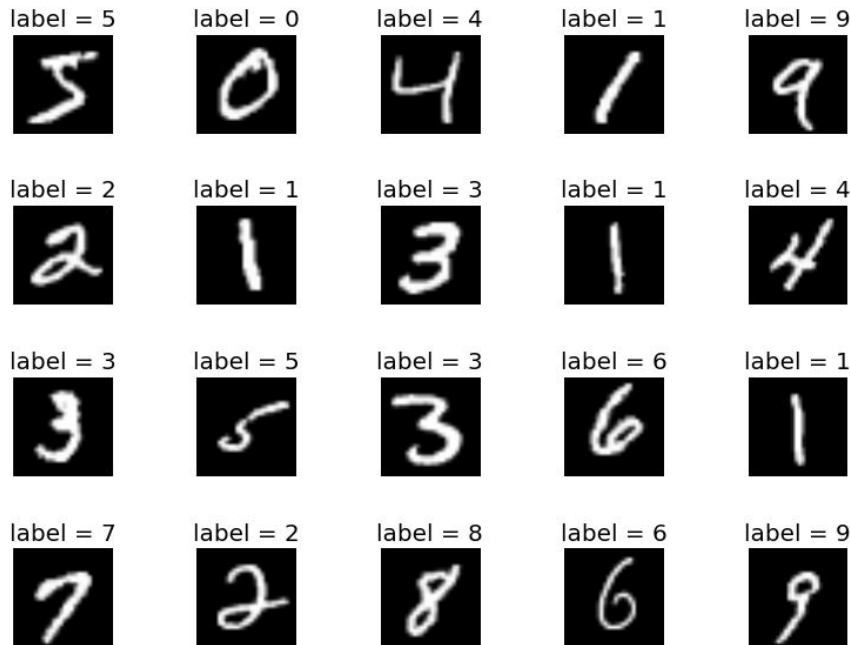 label = 5 label = 0 label = 4 label = 1 label = 9
5 0 4 1 9
label = 2 label = 1 label = 3 label = 1 label = 4
2 1 3 1 4
label = 3 label = 5 label = 3 label = 6 label = 1
3 5 3 6 1
label = 7 label = 2 label = 8 label = 6 label = 9
7 2 8 6 9